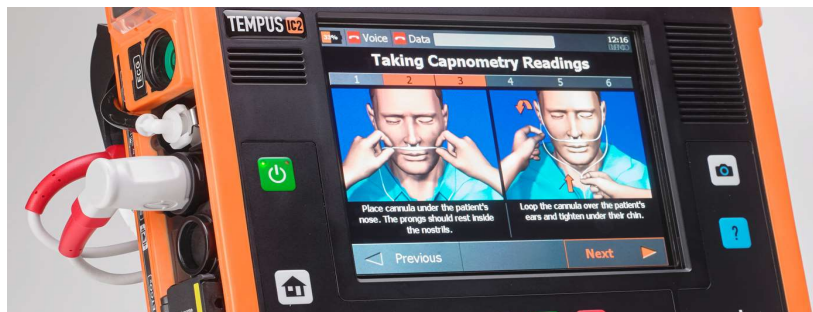 TEMPUS IC2
Voice
Data
12:16
Taking Capnometry Readings
1 2 3 4 5 6
Place cannula under the patient's
nose. The prongs should rest inside
the nostrils.
Loop the cannula over the patient's
ears and tighten under their chin.
Previous
Next
?
ECG